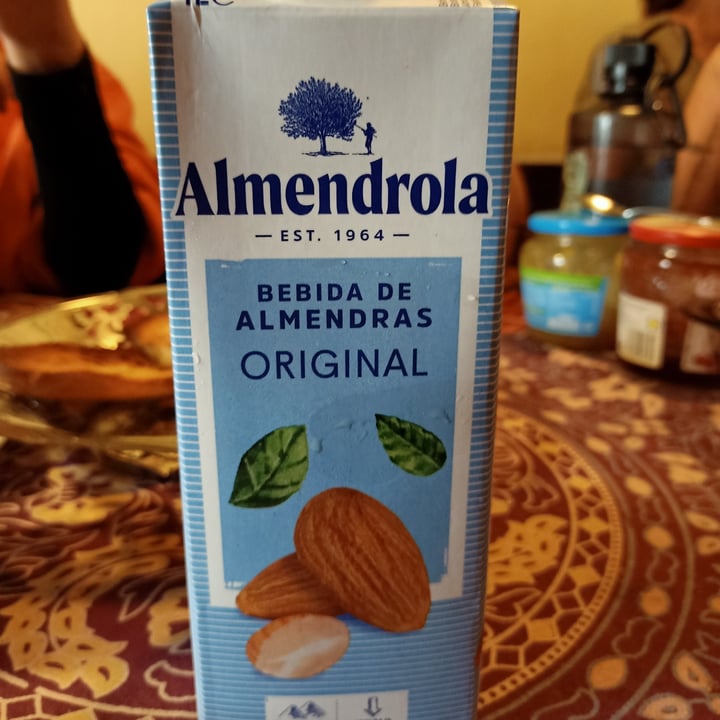 Almendrola
— EST. 1964 —
BEBIDA DE
ALMENDRAS
ORIGINAL